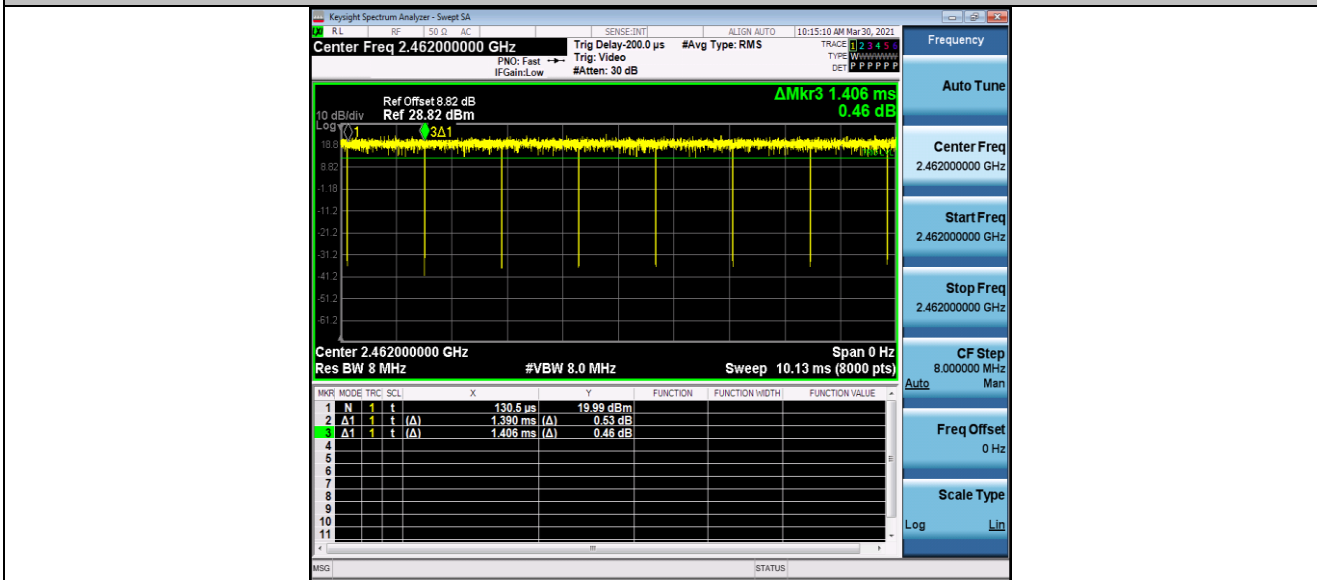 Keysight Spectrum Analyzer - Swept SA
RL RF 50 Ω AC SENSE:INT ALIGN AUTO 10:15:10 AM Mar 30, 2021
Center Freq 2.462000000 GHz
PNO: Fast
IFGain:Low
Trig Delay-200.0 µs
Trig: Video
#Atten: 30 dB
#Avg Type: RMS
TRACE 1 2 3 4 5 6
TYPE W
DET P P P P P P
ΔMkr3 1.406 ms
0.46 dB
Ref Offset 8.82 dB
10 dB/div Ref 28.82 dBm
Log
1 3Δ1
18.8
8.82
-1.18
-11.2
-21.2
-31.2
-41.2
-51.2
-61.2
Center 2.462000000 GHz Span 0 Hz
Res BW 8 MHz #VBW 8.0 MHz Sweep 10.13 ms (8000 pts)
MKR MODE TRC SCL X Y FUNCTION FUNCTION WIDTH FUNCTION VALUE
1 N 1 t 130.5 µs 19.99 dBm
2 Δ1 1 t (Δ) 1.390 ms (Δ) 0.53 dB
3 Δ1 1 t (Δ) 1.406 ms (Δ) 0.46 dB
4
5
6
7
8
9
10
11
MSG STATUS
Frequency
Auto Tune
Center Freq
2.462000000 GHz
Start Freq
2.462000000 GHz
Stop Freq
2.462000000 GHz
CF Step
8.000000 MHz
Auto Man
Freq Offset
0 Hz
Scale Type
Log Lin